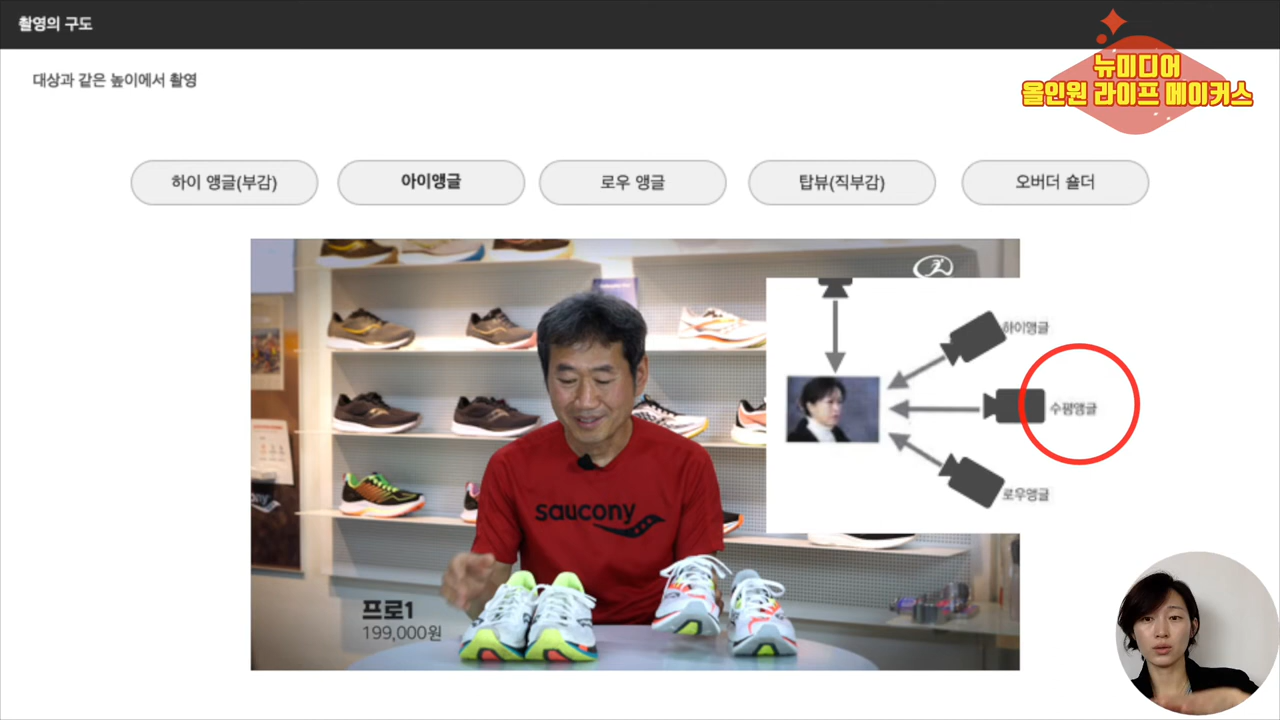 촬영의 구도
뉴미디어
올인원 라이프 메이커스
대상과 같은 높이에서 촬영
하이 앵글(부감)
아이앵글
로우 앵글
탑뷰(직부감)
오버더 숄더
하이앵글
수평앵글
로우앵글
saucony
프로1
199,000원